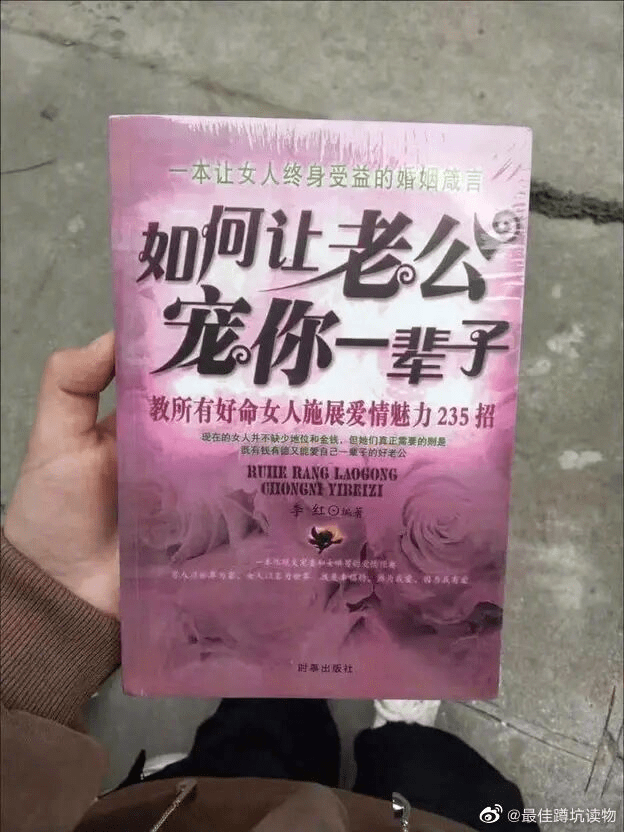 一本让女人终身受益的婚姻箴言
如何让老公
宠你一辈子
教所有好命女人施展爱情魅力235招
现在的女人并不缺少地位和金钱，但她们真正需要的则是
既有钱有德又能爱自己一辈子的好老公
RUHE RANG LAOGONG
CHONGNI YIBEIZI
李红⊙编著
时事出版社
@最佳蹲坑读物